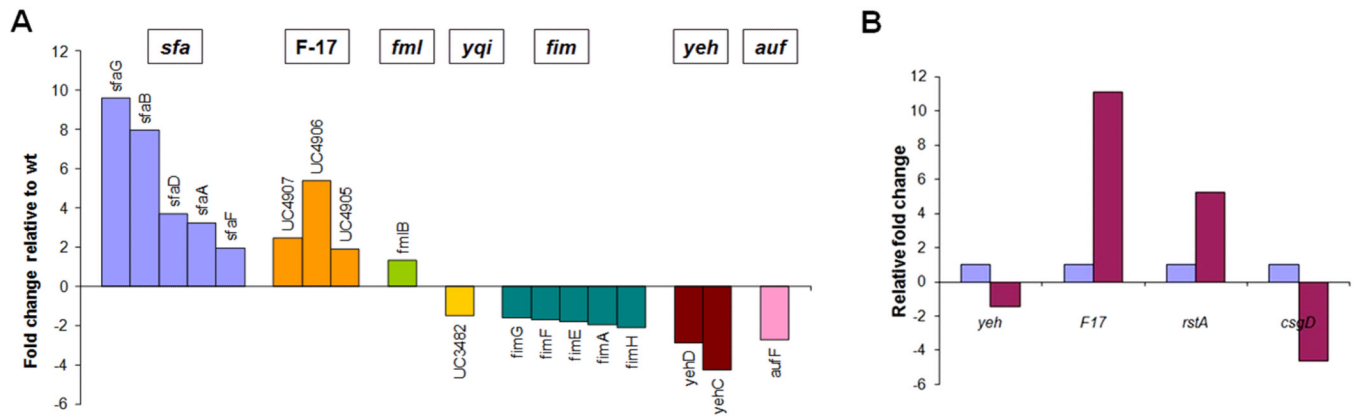 A
sfa
F-17
fml
yqi
fim
yeh
auf
Fold change relative to wt
12
10
8
6
4
2
0
-2
-4
-6
sfaG
sfaB
sfaD
sfaA
sfaF
UC4907
UC4906
UC4905
fmlB
UC3482
fimG
fimF
fimE
fimA
fimH
yehD
yehC
aufF
B
Relative fold change
12
10
8
6
4
2
0
-2
-4
-6
yeh
F17
rstA
csgD